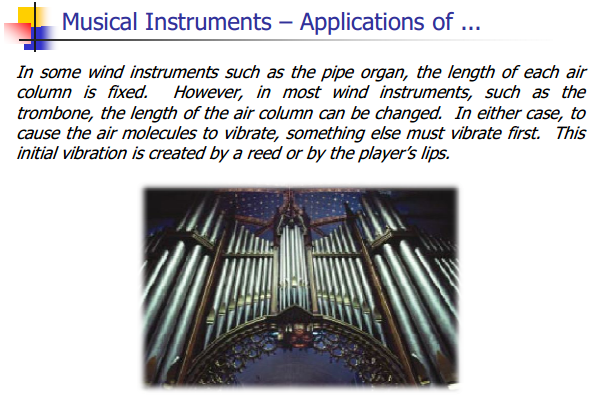 Musical Instruments – Applications of ...
In some wind instruments such as the pipe organ, the length of each air
column is fixed. However, in most wind instruments, such as the
trombone, the length of the air column can be changed. In either case, to
cause the air molecules to vibrate, something else must vibrate first. This
initial vibration is created by a reed or by the player’s lips.